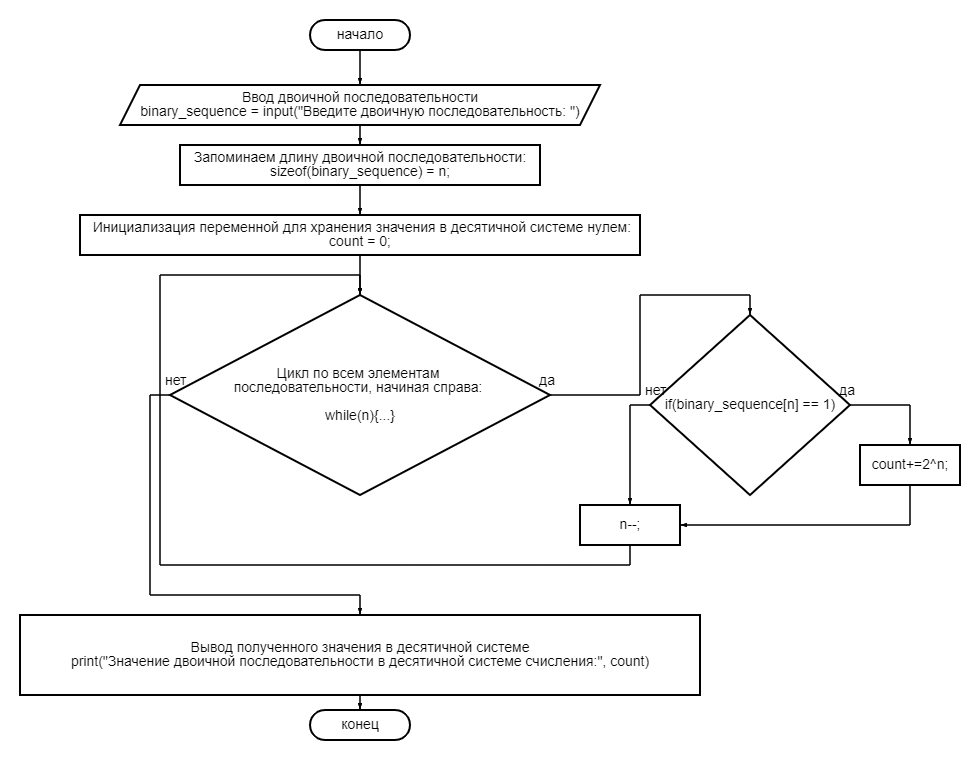 начало
Ввод двоичной последовательности
binary_sequence = input("Введите двоичную последовательность: ")
Запоминаем длину двоичной последовательности:
sizeof(binary_sequence) = n;
Инициализация переменной для хранения значения в десятичной системе нулем:
count = 0;
нет
Цикл по всем элементам
последовательности, начиная справа:
while(n){...}
да
нет
if(binary_sequence[n] == 1)
да
count+=2^n;
n--;
Вывод полученного значения в десятичной системе
print("Значение двоичной последовательности в десятичной системе счисления:", count)
конец